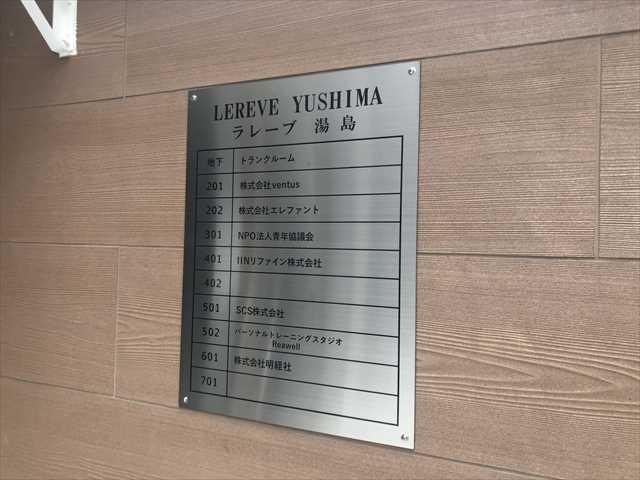 LEREVE YUSHIMA
ラレーブ 湯島
地下 トランクルーム
201 株式会社ventus
202 株式会社エレファント
301 NPO法人青年協議会
401 IINリファイン株式会社
402
501 SCS株式会社
502 パーソナルトレーニングスタジオ
Reawell
601 株式会社明経社
701